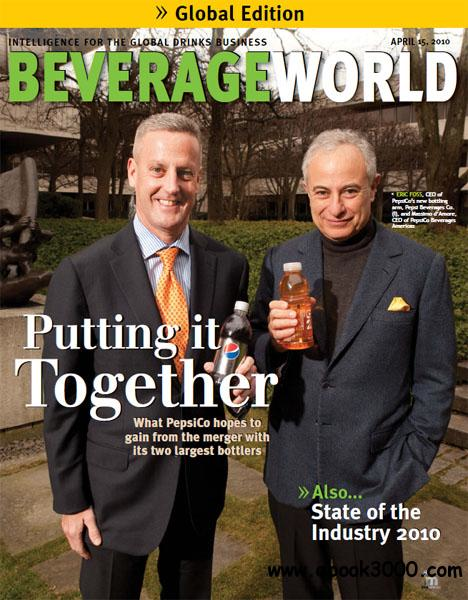 » Global Edition
INTELLIGENCE FOR THE GLOBAL DRINKS BUSINESS
APRIL 15, 2010
BEVERAGEWORLD
• ERIC FOSS, CEO of
PepsiCo's new bottling
arm, Pepsi Beverages Co.
(l), and Massimo d'Amore,
CEO of PepsiCo Beverages
Americas
Putting it
Together
What PepsiCo hopes to
gain from the merger with
its two largest bottlers
pepsi
» Also...
State of the
Industry 2010
www.ebook3000.com